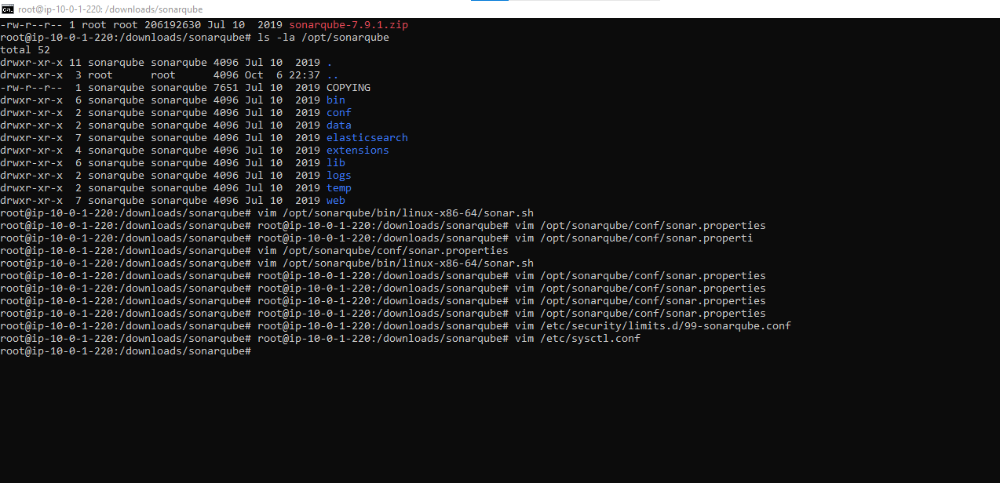 root@ip-10-0-1-220: /downloads/sonarqube
-rw-r--r-- 1 root root 206192630 Jul 10  2019 sonarqube-7.9.1.zip
root@ip-10-0-1-220:/downloads/sonarqube# ls -la /opt/sonarqube
total 52
drwxr-xr-x 11 sonarqube sonarqube 4096 Jul 10  2019 .
drwxr-xr-x  3 root      root      4096 Oct  6 22:37 ..
-rw-r--r--  1 sonarqube sonarqube 7651 Jul 10  2019 COPYING
drwxr-xr-x  6 sonarqube sonarqube 4096 Jul 10  2019 bin
drwxr-xr-x  2 sonarqube sonarqube 4096 Jul 10  2019 conf
drwxr-xr-x  2 sonarqube sonarqube 4096 Jul 10  2019 data
drwxr-xr-x  7 sonarqube sonarqube 4096 Jul 10  2019 elasticsearch
drwxr-xr-x  4 sonarqube sonarqube 4096 Jul 10  2019 extensions
drwxr-xr-x  6 sonarqube sonarqube 4096 Jul 10  2019 lib
drwxr-xr-x  2 sonarqube sonarqube 4096 Jul 10  2019 logs
drwxr-xr-x  2 sonarqube sonarqube 4096 Jul 10  2019 temp
drwxr-xr-x  7 sonarqube sonarqube 4096 Jul 10  2019 web
root@ip-10-0-1-220:/downloads/sonarqube# vim /opt/sonarqube/bin/linux-x86-64/sonar.sh
root@ip-10-0-1-220:/downloads/sonarqube# root@ip-10-0-1-220:/downloads/sonarqube# vim /opt/sonarqube/conf/sonar.properties
root@ip-10-0-1-220:/downloads/sonarqube# root@ip-10-0-1-220:/downloads/sonarqube# vim /opt/sonarqube/conf/sonar.properti
root@ip-10-0-1-220:/downloads/sonarqube# vim /opt/sonarqube/conf/sonar.properties
root@ip-10-0-1-220:/downloads/sonarqube# vim /opt/sonarqube/bin/linux-x86-64/sonar.sh
root@ip-10-0-1-220:/downloads/sonarqube# root@ip-10-0-1-220:/downloads/sonarqube# vim /opt/sonarqube/conf/sonar.properties
root@ip-10-0-1-220:/downloads/sonarqube# root@ip-10-0-1-220:/downloads/sonarqube# vim /opt/sonarqube/conf/sonar.properties
root@ip-10-0-1-220:/downloads/sonarqube# root@ip-10-0-1-220:/downloads/sonarqube# vim /opt/sonarqube/conf/sonar.properties
root@ip-10-0-1-220:/downloads/sonarqube# root@ip-10-0-1-220:/downloads/sonarqube# vim /opt/sonarqube/conf/sonar.properties
root@ip-10-0-1-220:/downloads/sonarqube# root@ip-10-0-1-220:/downloads/sonarqube# vim /etc/security/limits.d/99-sonarqube.conf
root@ip-10-0-1-220:/downloads/sonarqube# root@ip-10-0-1-220:/downloads/sonarqube# vim /etc/sysctl.conf
root@ip-10-0-1-220:/downloads/sonarqube#